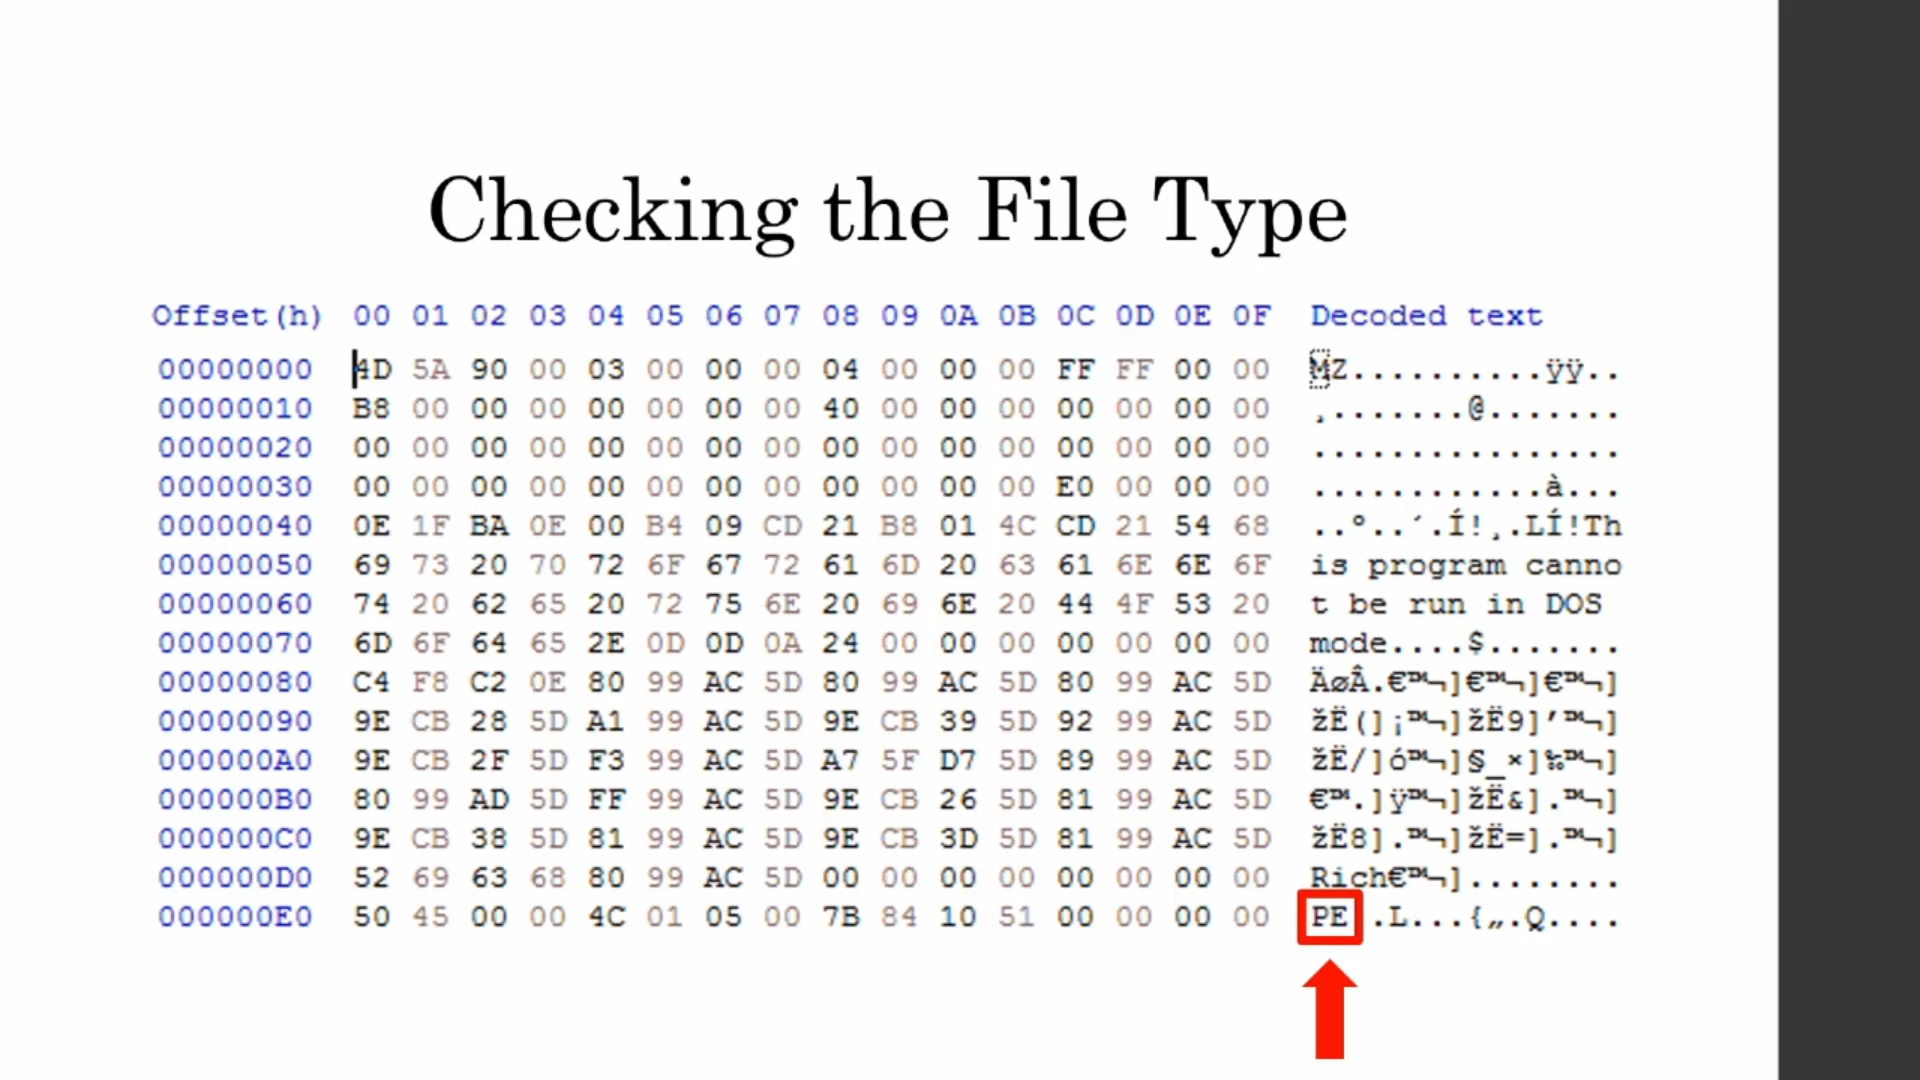 Checking the File Type
Offset(h) 00 01 02 03 04 05 06 07 08 09 0A 0B 0C 0D 0E 0F Decoded text
00000000 4D 5A 90 00 03 00 00 00 04 00 00 00 FF FF 00 00 MZ..........ÿÿ..
00000010 B8 00 00 00 00 00 00 00 40 00 00 00 00 00 00 00 ¸.......@.......
00000020 00 00 00 00 00 00 00 00 00 00 00 00 00 00 00 00 ................
00000030 00 00 00 00 00 00 00 00 00 00 00 00 E0 00 00 00 ............à...
00000040 0E 1F BA 0E 00 B4 09 CD 21 B8 01 4C CD 21 54 68 ..º..´.Í!¸.LÍ!Th
00000050 69 73 20 70 72 6F 67 72 61 6D 20 63 61 6E 6E 6F is program canno
00000060 74 20 62 65 20 72 75 6E 20 69 6E 20 44 4F 53 20 t be run in DOS
00000070 6D 6F 64 65 2E 0D 0D 0A 24 00 00 00 00 00 00 00 mode....$.......
00000080 C4 F8 C2 0E 80 99 AC 5D 80 99 AC 5D 80 99 AC 5D ÄøÂ.€™¬]€™¬]€™¬]
00000090 9E CB 28 5D A1 99 AC 5D 9E CB 39 5D 92 99 AC 5D žË(]¡™¬]žË9]’™¬]
000000A0 9E CB 2F 5D F3 99 AC 5D A7 5F D7 5D 89 99 AC 5D žË/]ó™¬]§_×]‰™¬]
000000B0 80 99 AD 5D FF 99 AC 5D 9E CB 26 5D 81 99 AC 5D €™.]ÿ™¬]žË&].™¬]
000000C0 9E CB 38 5D 81 99 AC 5D 9E CB 3D 5D 81 99 AC 5D žË8].™¬]žË=].™¬]
000000D0 52 69 63 68 80 99 AC 5D 00 00 00 00 00 00 00 00 Rich€™¬]........
000000E0 50 45 00 00 4C 01 05 00 7B 84 10 51 00 00 00 00 PE .L...{„.Q....